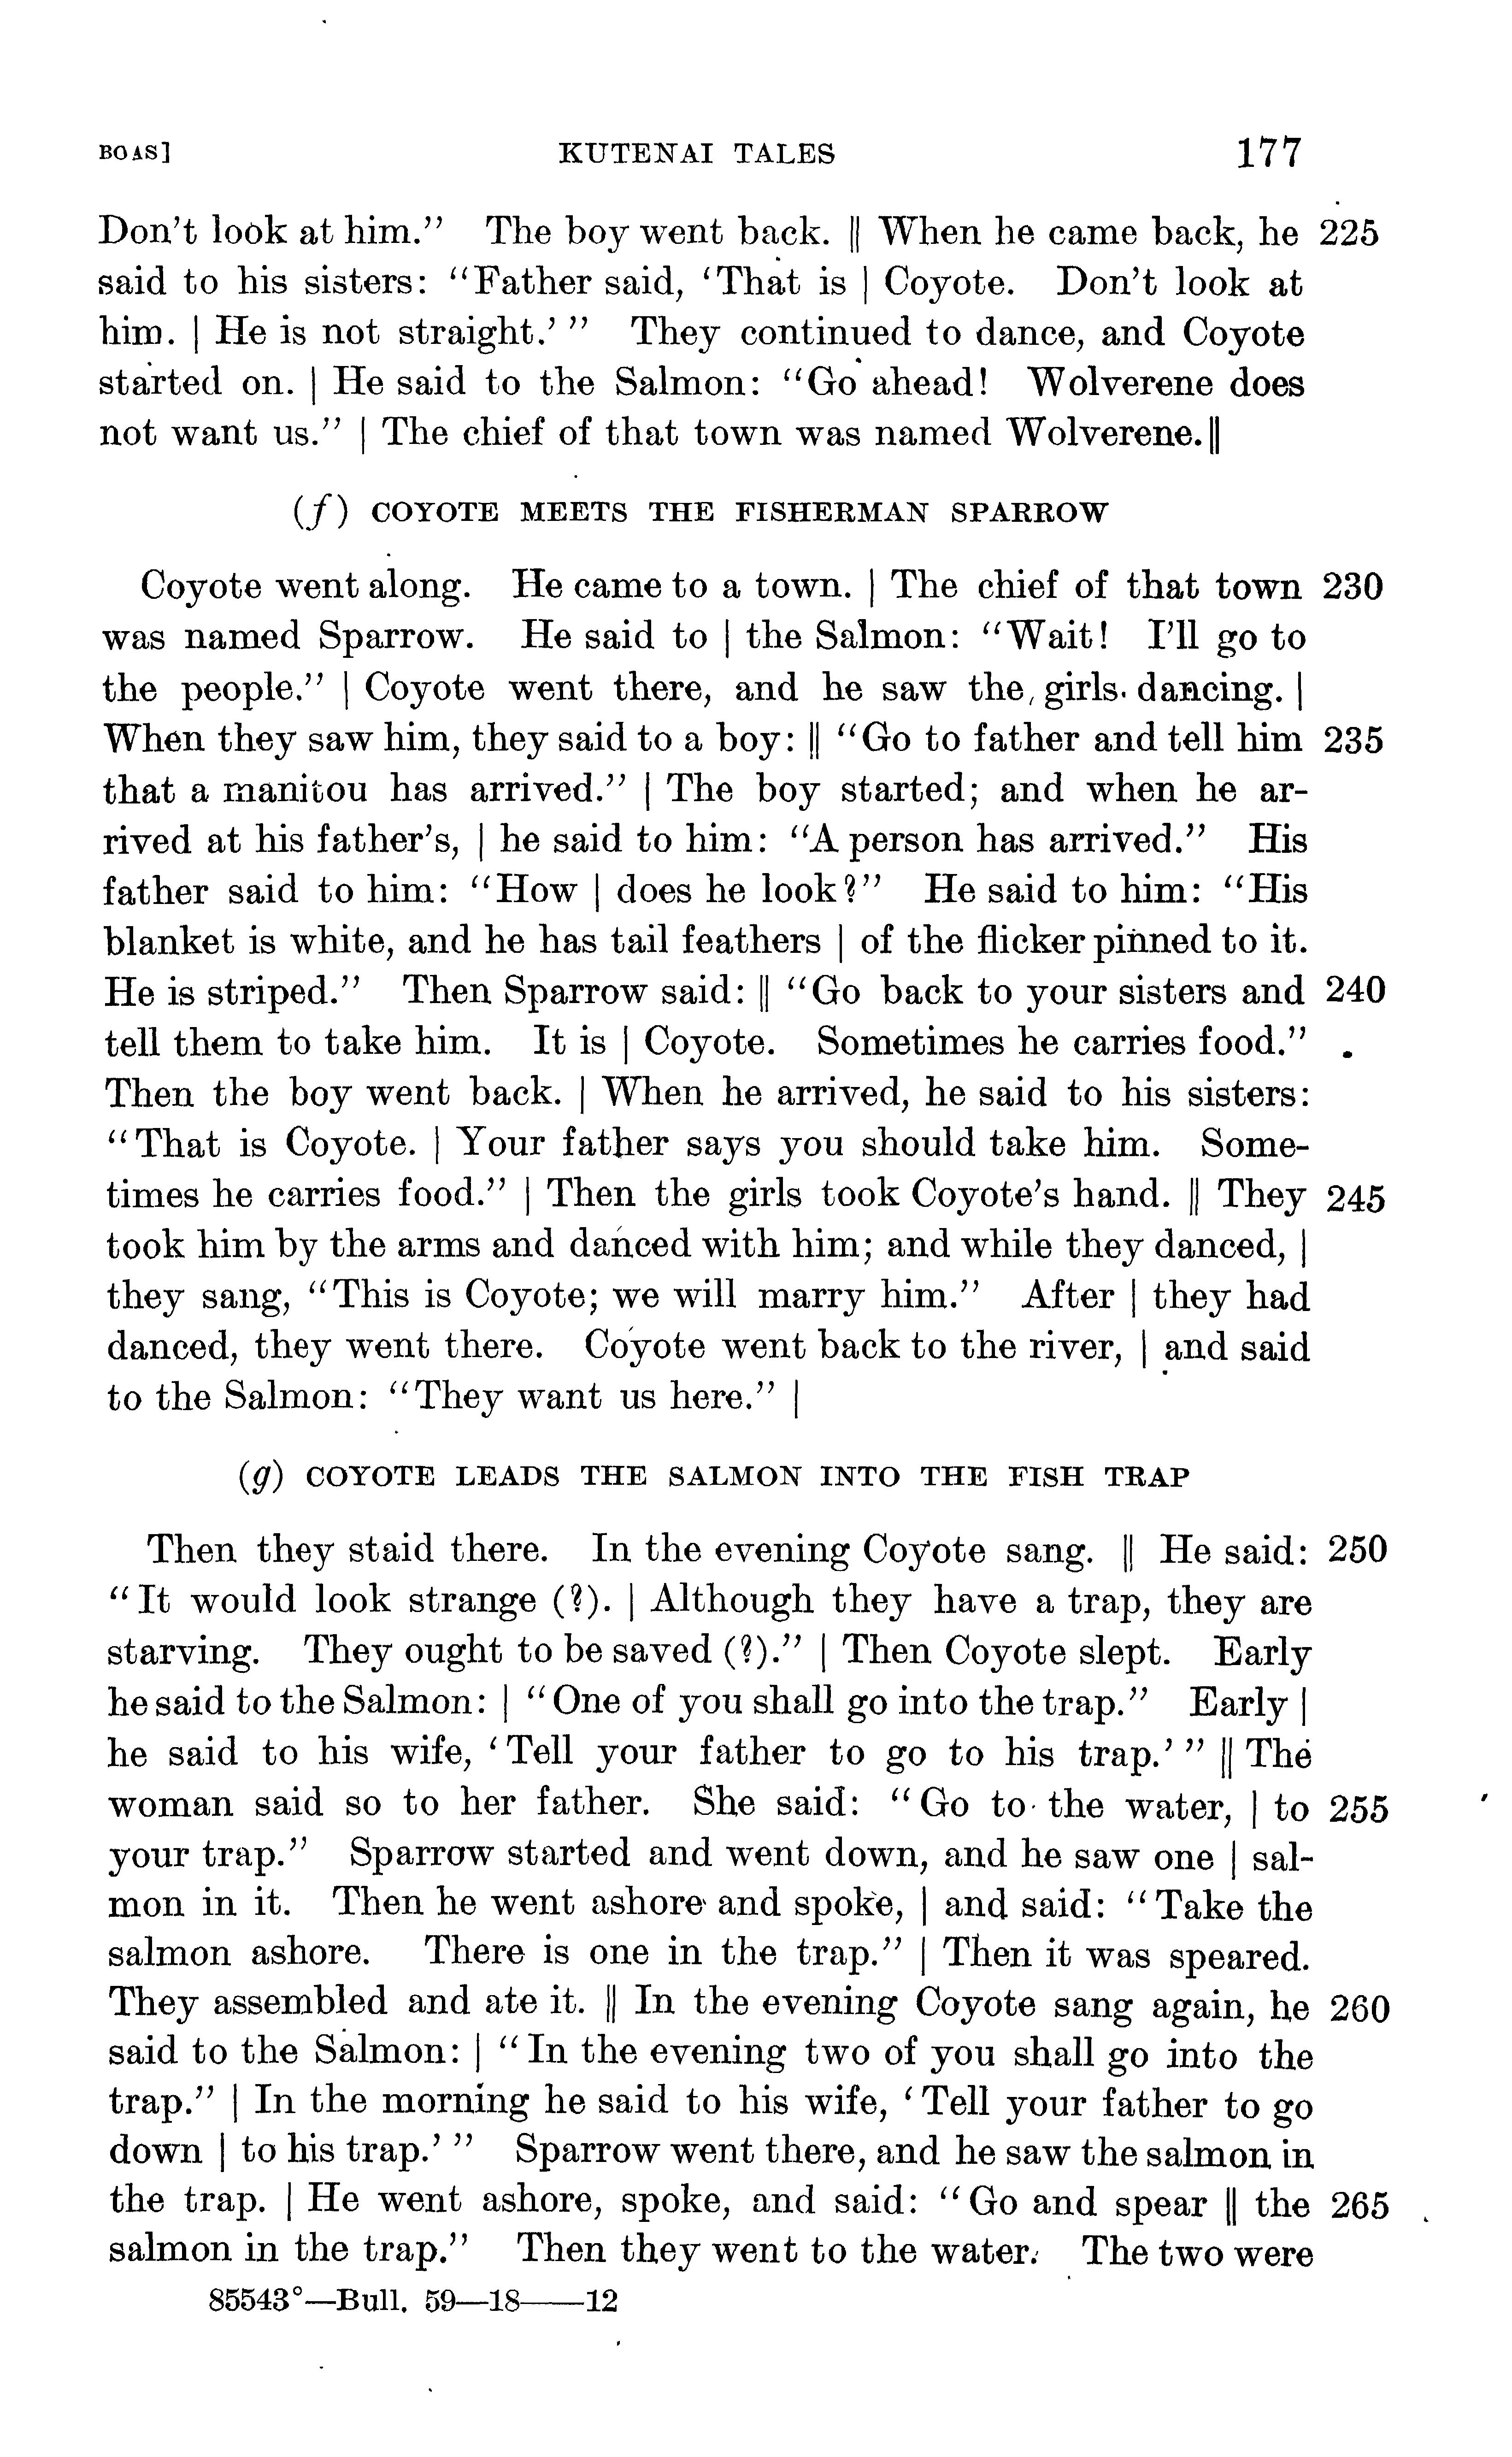 BOAS] KUTENAI TALES 177
Don't look at him." The boy went back. || When he came back, he 225
said to his sisters: "Father said, 'That is | Coyote. Don't look at
him. | He is not straight.' " They continued to dance, and Coyote
started on. | He said to the Salmon: "Go ahead! Wolverene does
not want us." | The chief of that town was named Wolverene.||
(f) COYOTE MEETS THE FISHERMAN SPARROW
Coyote went along. He came to a town. | The chief of that town 230
was named Sparrow. He said to | the Salmon: "Wait! I'll go to
the people." | Coyote went there, and he saw the girls dancing. |
When they saw him, they said to a boy: || "Go to father and tell him 235
that a manitou has arrived." | The boy started; and when he ar-
rived at his father's, | he said to him: "A person has arrived." His
father said to him: "How | does he look?" He said to him: "His
blanket is white, and he has tail feathers | of the flicker pinned to it.
He is striped." Then Sparrow said: || "Go back to your sisters and 240
tell them to take him. It is | Coyote. Sometimes he carries food."
Then the boy went back. | When he arrived, he said to his sisters:
"That is Coyote. | Your father says you should take him. Some-
times he carries food." | Then the girls took Coyote's hand. || They 245
took him by the arms and danced with him; and while they danced, |
they sang, "This is Coyote; we will marry him." After | they had
danced, they went there. Coyote went back to the river, | and said
to the Salmon: "They want us here." |
(g) COYOTE LEADS THE SALMON INTO THE FISH TRAP
Then they staid there. In the evening Coyote sang. || He said: 250
"It would look strange (?). | Although they have a trap, they are
starving. They ought to be saved (?)." | Then Coyote slept. Early
he said to the Salmon: | "One of you shall go into the trap." Early |
he said to his wife, 'Tell your father to go to his trap.' " || The
woman said so to her father. She said: "Go to the water, | to 255
your trap." Sparrow started and went down, and he saw one | sal-
mon in it. Then he went ashore and spoke, | and said: "Take the
salmon ashore. There is one in the trap." | Then it was speared.
They assembled and ate it. || In the evening Coyote sang again, he 260
said to the Salmon: | "In the evening two of you shall go into the
trap." | In the morning he said to his wife, 'Tell your father to go
down | to his trap.' " Sparrow went there, and he saw the salmon in
the trap. | He went ashore, spoke, and said: "Go and spear || the 265
salmon in the trap." Then they went to the water. The two were
85543°—Bull. 59—18——12